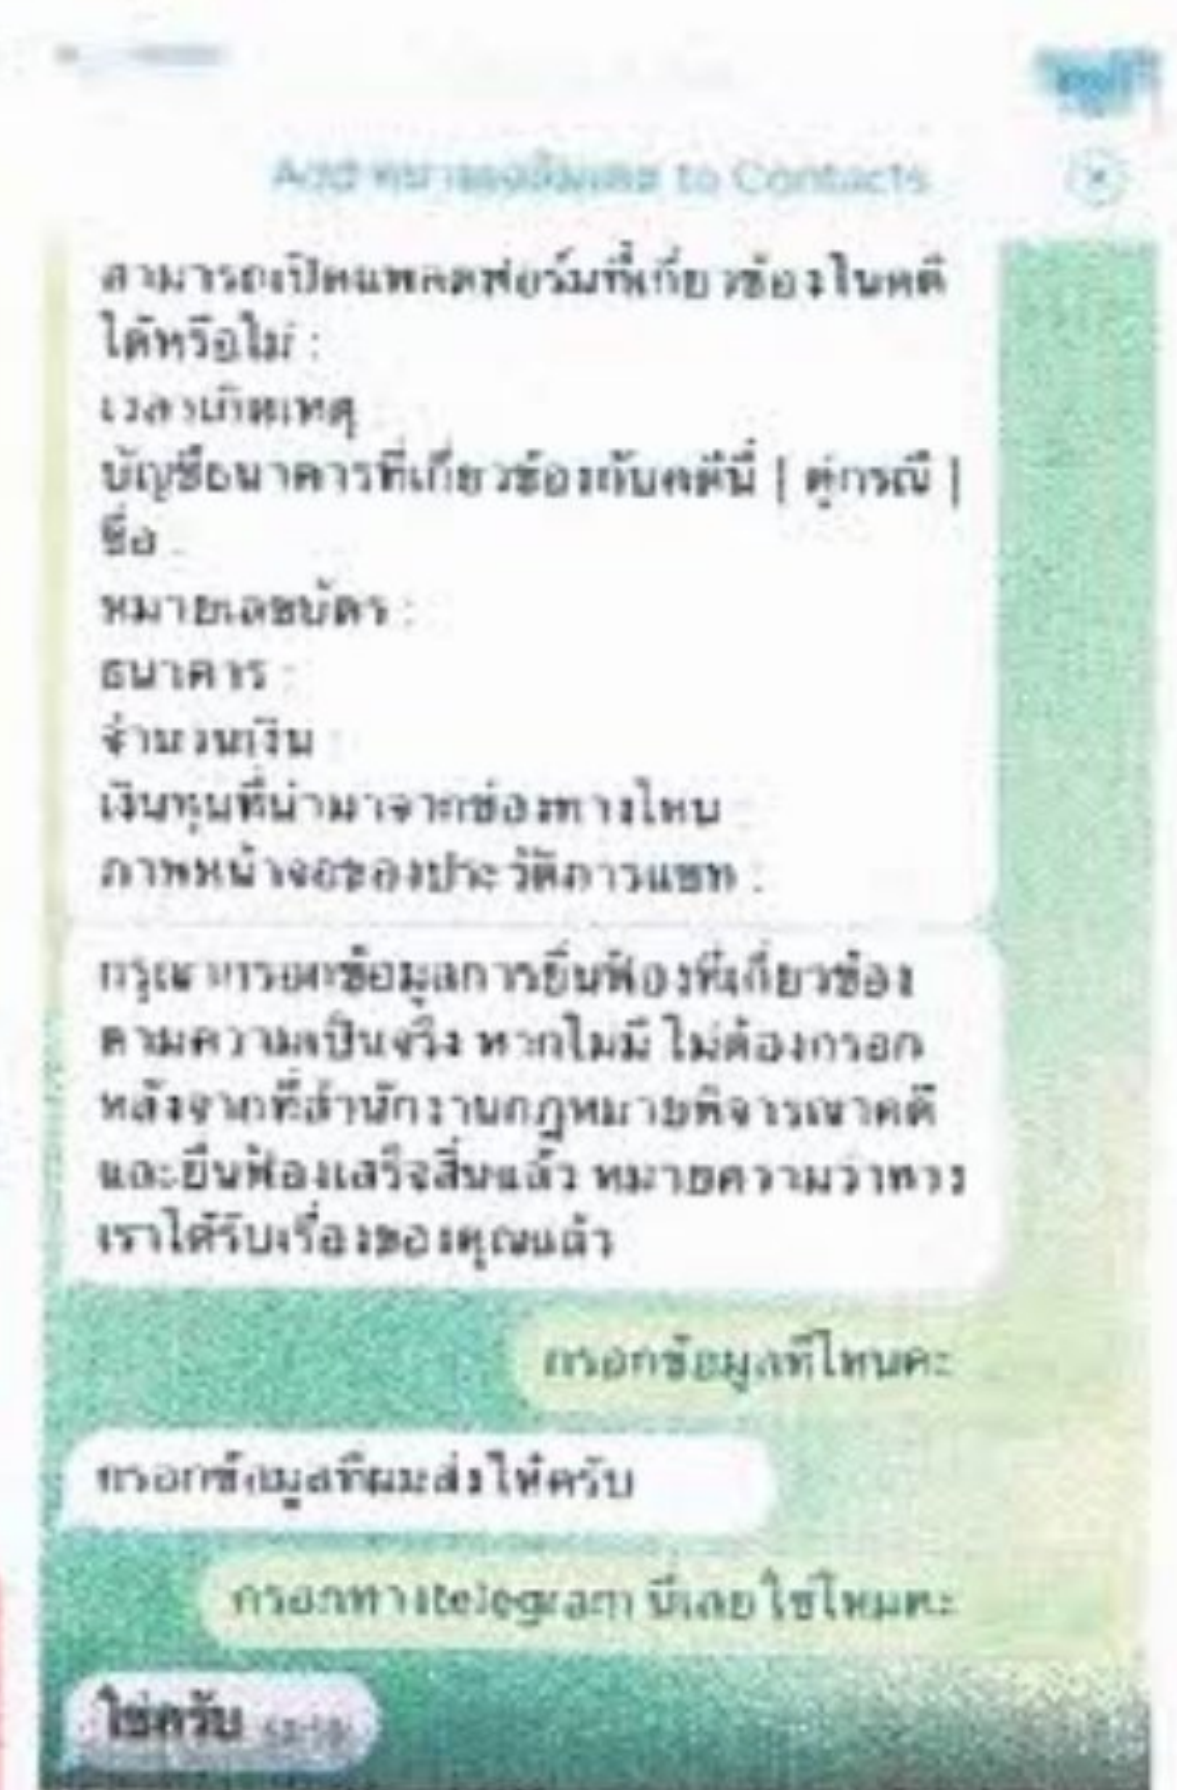 to Contacts
สามารถเปิดแพลตฟอร์มที่เกี่ยวข้องในคดี
ได้หรือไม่ :
เวลาเกิดเหตุ
บัญชีธนาคารที่เกี่ยวข้องกับคดีนี้ [ คู่กรณี ]
ชื่อ :
หมายเลขบัตร :
ธนาคาร :
จำนวนเงิน :
เงินทุนที่นำมาจากช่องทางไหน :
ภาพหน้าจอของประวัติการแชท :
กรุณากรอกข้อมูลการยื่นฟ้องที่เกี่ยวข้อง
ตามความเป็นจริง หากไม่มี ไม่ต้องกรอก
หลังจากที่สำนักงานกฎหมายพิจารณาคดี
และยื่นฟ้องเสร็จสิ้นแล้ว หมายความว่าทาง
เราได้รับเรื่องของคุณแล้ว
กรอกข้อมูลที่ไหนคะ
กรอกข้อมูลที่ผมส่งให้ครับ
กรอกทางtelegram นี่เลยใช่ไหมคะ
ใช่ครับ